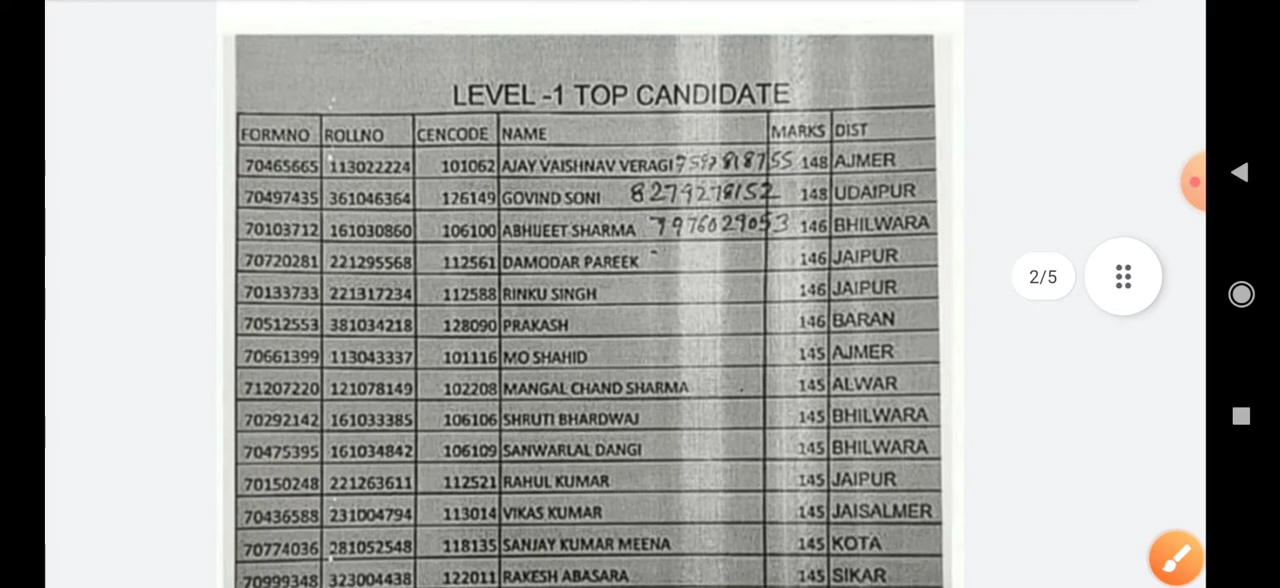 LEVEL -1 TOP CANDIDATE
FORMNO ROLLNO CENCODE NAME MARKS DIST
70465665 113022224 101062 AJAY VAISHNAV VERAGI 148 AJMER
70497435 361046364 126149 GOVIND SONI 8279278152 148 UDAIPUR
70103712 161030860 106100 ABHIJEET SHARMA 7976029053 146 BHILWARA
70720281 221295568 112561 DAMODAR PAREEK 146 JAIPUR
70133733 221317234 112588 RINKU SINGH 146 JAIPUR
70512553 381034218 128090 PRAKASH 146 BARAN
70661399 113043337 101116 MO SHAHID 145 AJMER
71207220 121078149 102208 MANGAL CHAND SHARMA 145 ALWAR
70292142 161033385 106106 SHRUTI BHARDWAJ 145 BHILWARA
70475395 161034842 106109 SANWARLAL DANGI 145 BHILWARA
70150248 221263611 112521 RAHUL KUMAR 145 JAIPUR
70436588 231004794 113014 VIKAS KUMAR 145 JAISALMER
70774036 281052548 118135 SANJAY KUMAR MEENA 145 KOTA
70999348 323004438 122011 RAKESH ABASARA 145 SIKAR
2/5